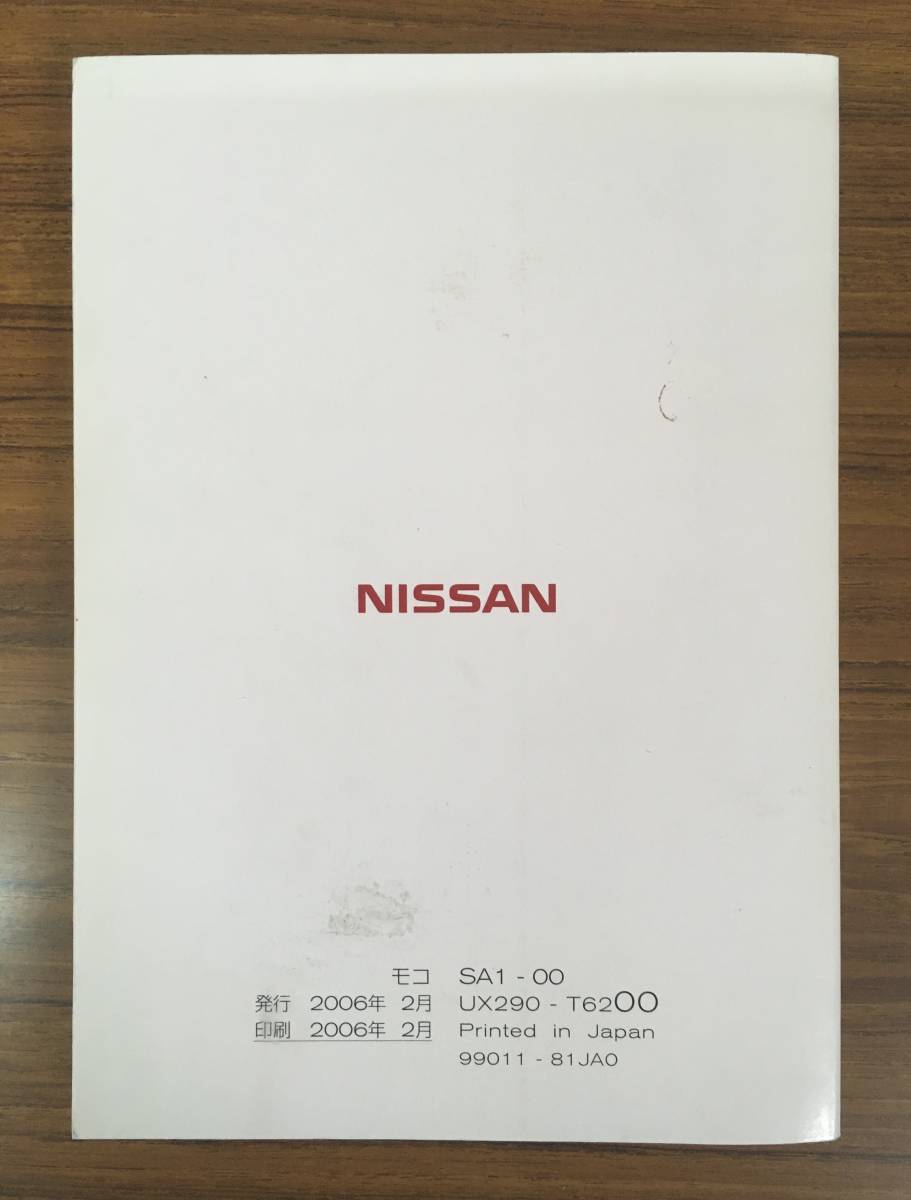 NISSAN
モコ SA1 - 00
発行 2006年 2月 UX290 - T6200
印刷 2006年 2月 Printed in Japan
99011 - 81JA0